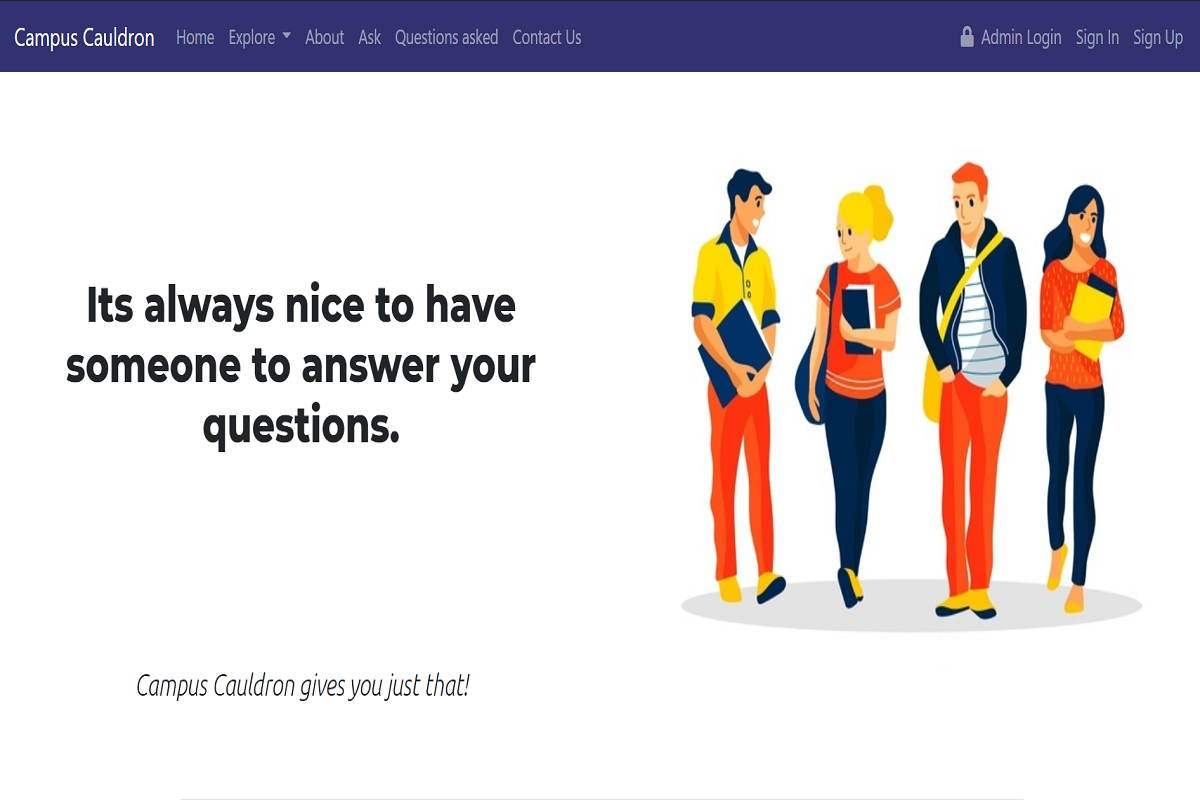 Campus Cauldron Home Explore About Ask Questions asked Contact Us Admin Login Sign In Sign Up
Its always nice to have
someone to answer your
questions.
Campus Cauldron gives you just that!